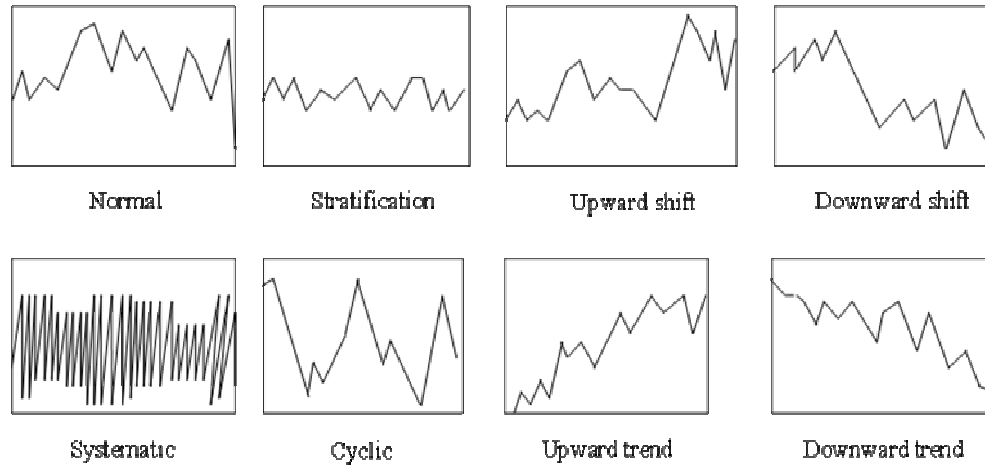 Normal
Stratification
Upward shift
Downward shift
Systematic
Cyclic
Upward trend
Downward trend